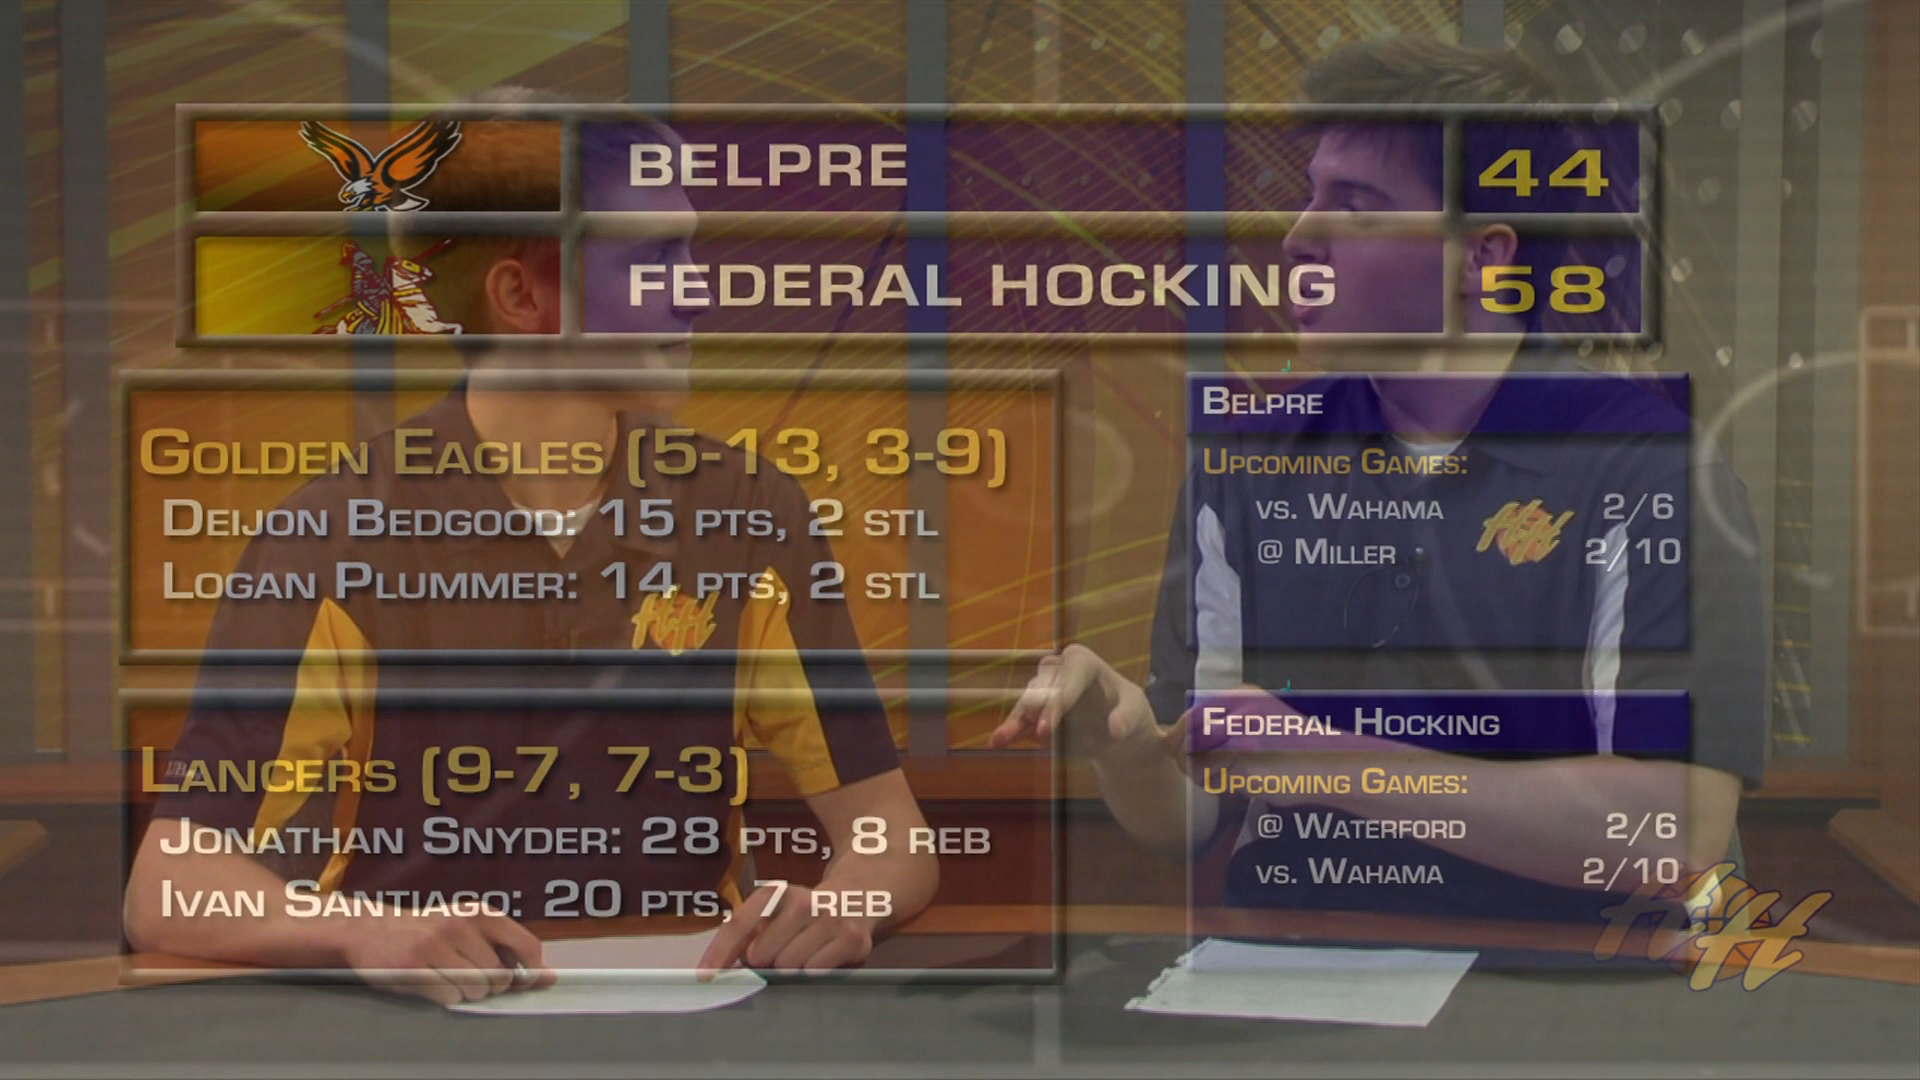 BELPRE 44
FEDERAL HOCKING 58
GOLDEN EAGLES (5-13, 3-9)
DEIJON BEDGOOD: 15 PTS, 2 STL
LOGAN PLUMMER: 14 PTS, 2 STL
LANCERS (9-7, 7-3)
JONATHAN SNYDER: 28 PTS, 8 REB
IVAN SANTIAGO: 20 PTS, 7 REB
BELPRE
UPCOMING GAMES:
VS. WAHAMA 2/6
@ MILLER 2/10
FEDERAL HOCKING
UPCOMING GAMES:
@ WATERFORD 2/6
VS. WAHAMA 2/10
HH
HH
HH